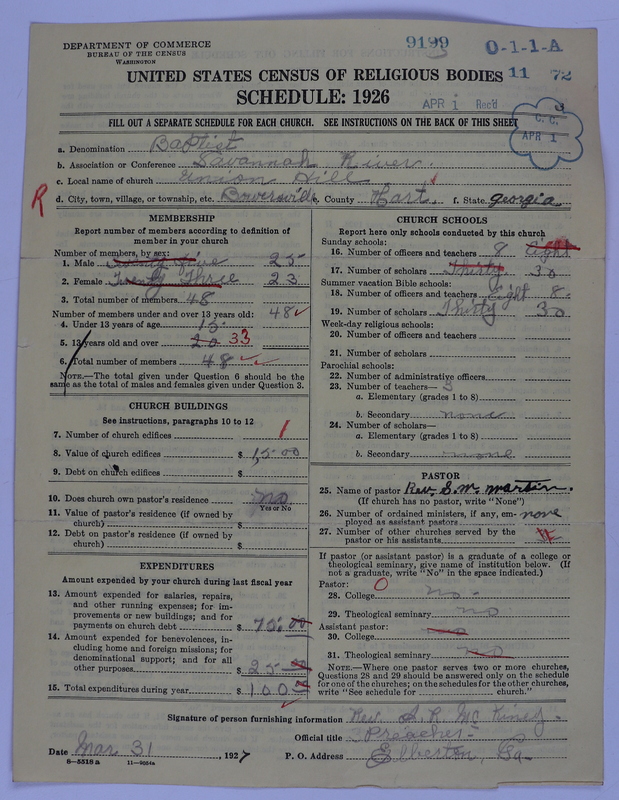 DEPARTMENT OF COMMERCE
BUREAU OF THE CENSUS
WASHINGTON
9199
0-1-1-A
UNITED STATES CENSUS OF RELIGIOUS BODIES
11 72
SCHEDULE: 1926
APR 1 Rec'd
FILL OUT A SEPARATE SCHEDULE FOR EACH CHURCH. SEE INSTRUCTIONS ON THE BACK OF THIS SHEET
C. C.
APR 1
a. Denomination Baptist
b. Association or Conference Savannah River.
c. Local name of church Union Hill
R
d. City, town, village, or township, etc. Bowersville e. County Hart. f. State georgia
MEMBERSHIP
Report number of members according to definition of
member in your church
Number of members, by sex:
1. Male Twenty five 25
2. Female Twenty Three 23
3. Total number of members 48
Number of members under and over 13 years old: 48
4. Under 13 years of age 15
5. 13 years old and over 20 33
6. Total number of members 48
NOTE.—The total given under Question 6 should be the
same as the total of males and females given under Question 3.
CHURCH BUILDINGS
See instructions, paragraphs 10 to 12
7. Number of church edifices 1
8. Value of church edifices $ 1,500
9. Debt on church edifices $
10. Does church own pastor's residence no
Yes or No
11. Value of pastor's residence (if owned by
church) $
12. Debt on pastor's residence (if owned by
church) $
EXPENDITURES
Amount expended by your church during last fiscal year
13. Amount expended for salaries, repairs,
and other running expenses; for im-
provements or new buildings; and for
payments on church debt $ 75.00
14. Amount expended for benevolences, in-
cluding home and foreign missions; for
denominational support; and for all
other purposes $ 25 00
15. Total expenditures during year $ 100 00
CHURCH SCHOOLS
Report here only schools conducted by this church
Sunday schools:
16. Number of officers and teachers 8 Eight
17. Number of scholars Thirty 30
Summer vacation Bible schools:
18. Number of officers and teachers Eight 8.
19. Number of scholars Thirty 30
Week-day religious schools:
20. Number of officers and teachers
21. Number of scholars
Parochial schools:
22. Number of administrative officers
23. Number of teachers— 3
a. Elementary (grades 1 to 8)
b. Secondary none
24. Number of scholars—
a. Elementary (grades 1 to 8)
b. Secondary none
PASTOR
25. Name of pastor Rev. S.M. Martin.
(If church has no pastor, write "None")
26. Number of ordained ministers, if any, em- none
ployed as assistant pastors
27. Number of other churches served by the
pastor or his assistants
If pastor (or assistant pastor) is a graduate of a college or
theological seminary, give name of institution below. (If
not a graduate, write "No" in the space indicated.)
Pastor: 0
28. College no-
29. Theological seminary no
Assistant pastor:
30. College no
31. Theological seminary no
NOTE.—Where one pastor serves two or more churches,
Questions 28 and 29 should be answered only on the schedule
for one of the churches; on the schedules for the other churches,
write "See schedule for church."
Signature of person furnishing information Rev. A R Mc Kiney-
Official title Preacher-
Date Mar 31, 1927 P. O. Address Elberton, Ga-
8—5518a 11—9554a